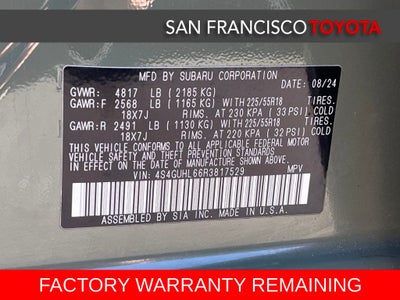 SAN FRANCISCO TOYOTA
MFD. BY SUBARU CORPORATION DATE: 08/24
GVWR: 4817 LB (2185 KG)
GAWR:F 2568 LB (1165 KG) WITH 225/55R18 TIRES.
18X7J RIMS. AT 230 KPA (33 PSI) COLD
GAWR:R 2491 LB (1130 KG) WITH 225/55R18 TIRES.
18X7J RIMS. AT 220 KPA (32 PSI) COLD
THIS VEHICLE CONFORMS TO ALL APPLICABLE FEDERAL
MOTOR VEHICLE SAFETY AND BUMPER STANDARDS IN
EFFECT ON THE DATE OF MANUFACTURE SHOWN ABOVE.
VIN: 4S4GUHL66R3817529 MPV
ASSEMBLED BY SIA INC. IN U.S.A.
FACTORY WARRANTY REMAINING